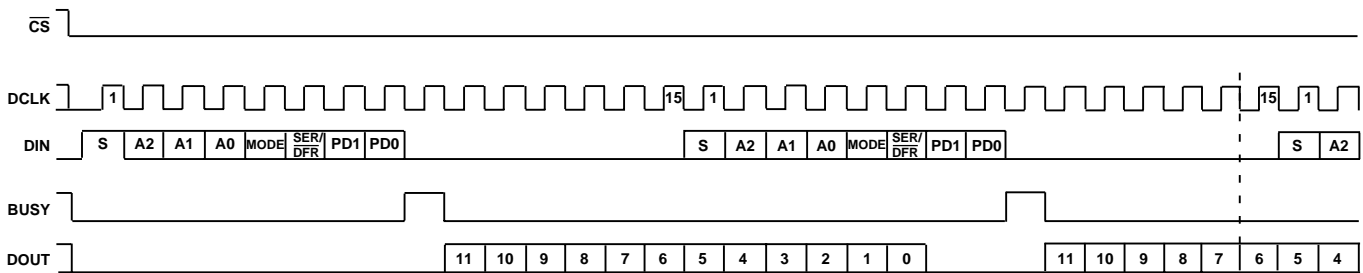 CS
DCLK 1 15 1 15 1
DIN S A2 A1 A0 MODE SER/DFR PD1 PD0 S A2 A1 A0 MODE SER/DFR PD1 PD0 S A2
BUSY
DOUT 11 10 9 8 7 6 5 4 3 2 1 0 11 10 9 8 7 6 5 4